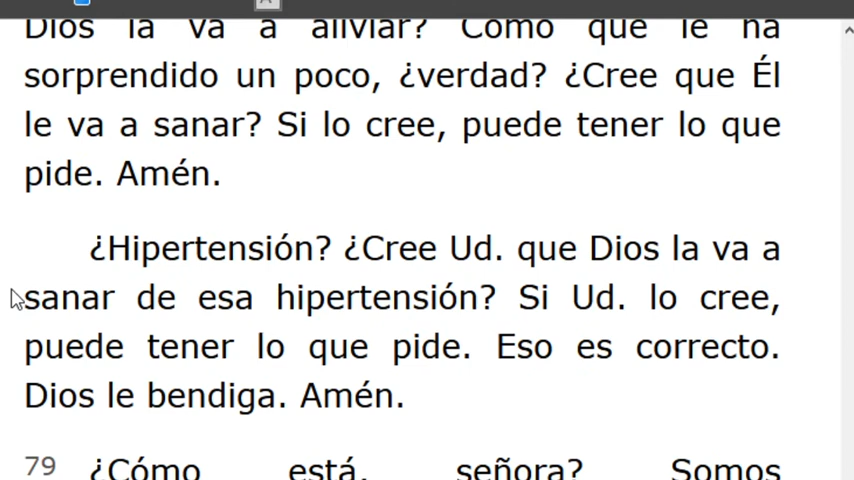 Dios la va a aliviar? Como que le ha
sorprendido un poco, ¿verdad? ¿Cree que Él
le va a sanar? Si lo cree, puede tener lo que
pide. Amén.
¿Hipertensión? ¿Cree Ud. que Dios la va a
sanar de esa hipertensión? Si Ud. lo cree,
puede tener lo que pide. Eso es correcto.
Dios le bendiga. Amén.
79 ¿Cómo está, señora? Somos